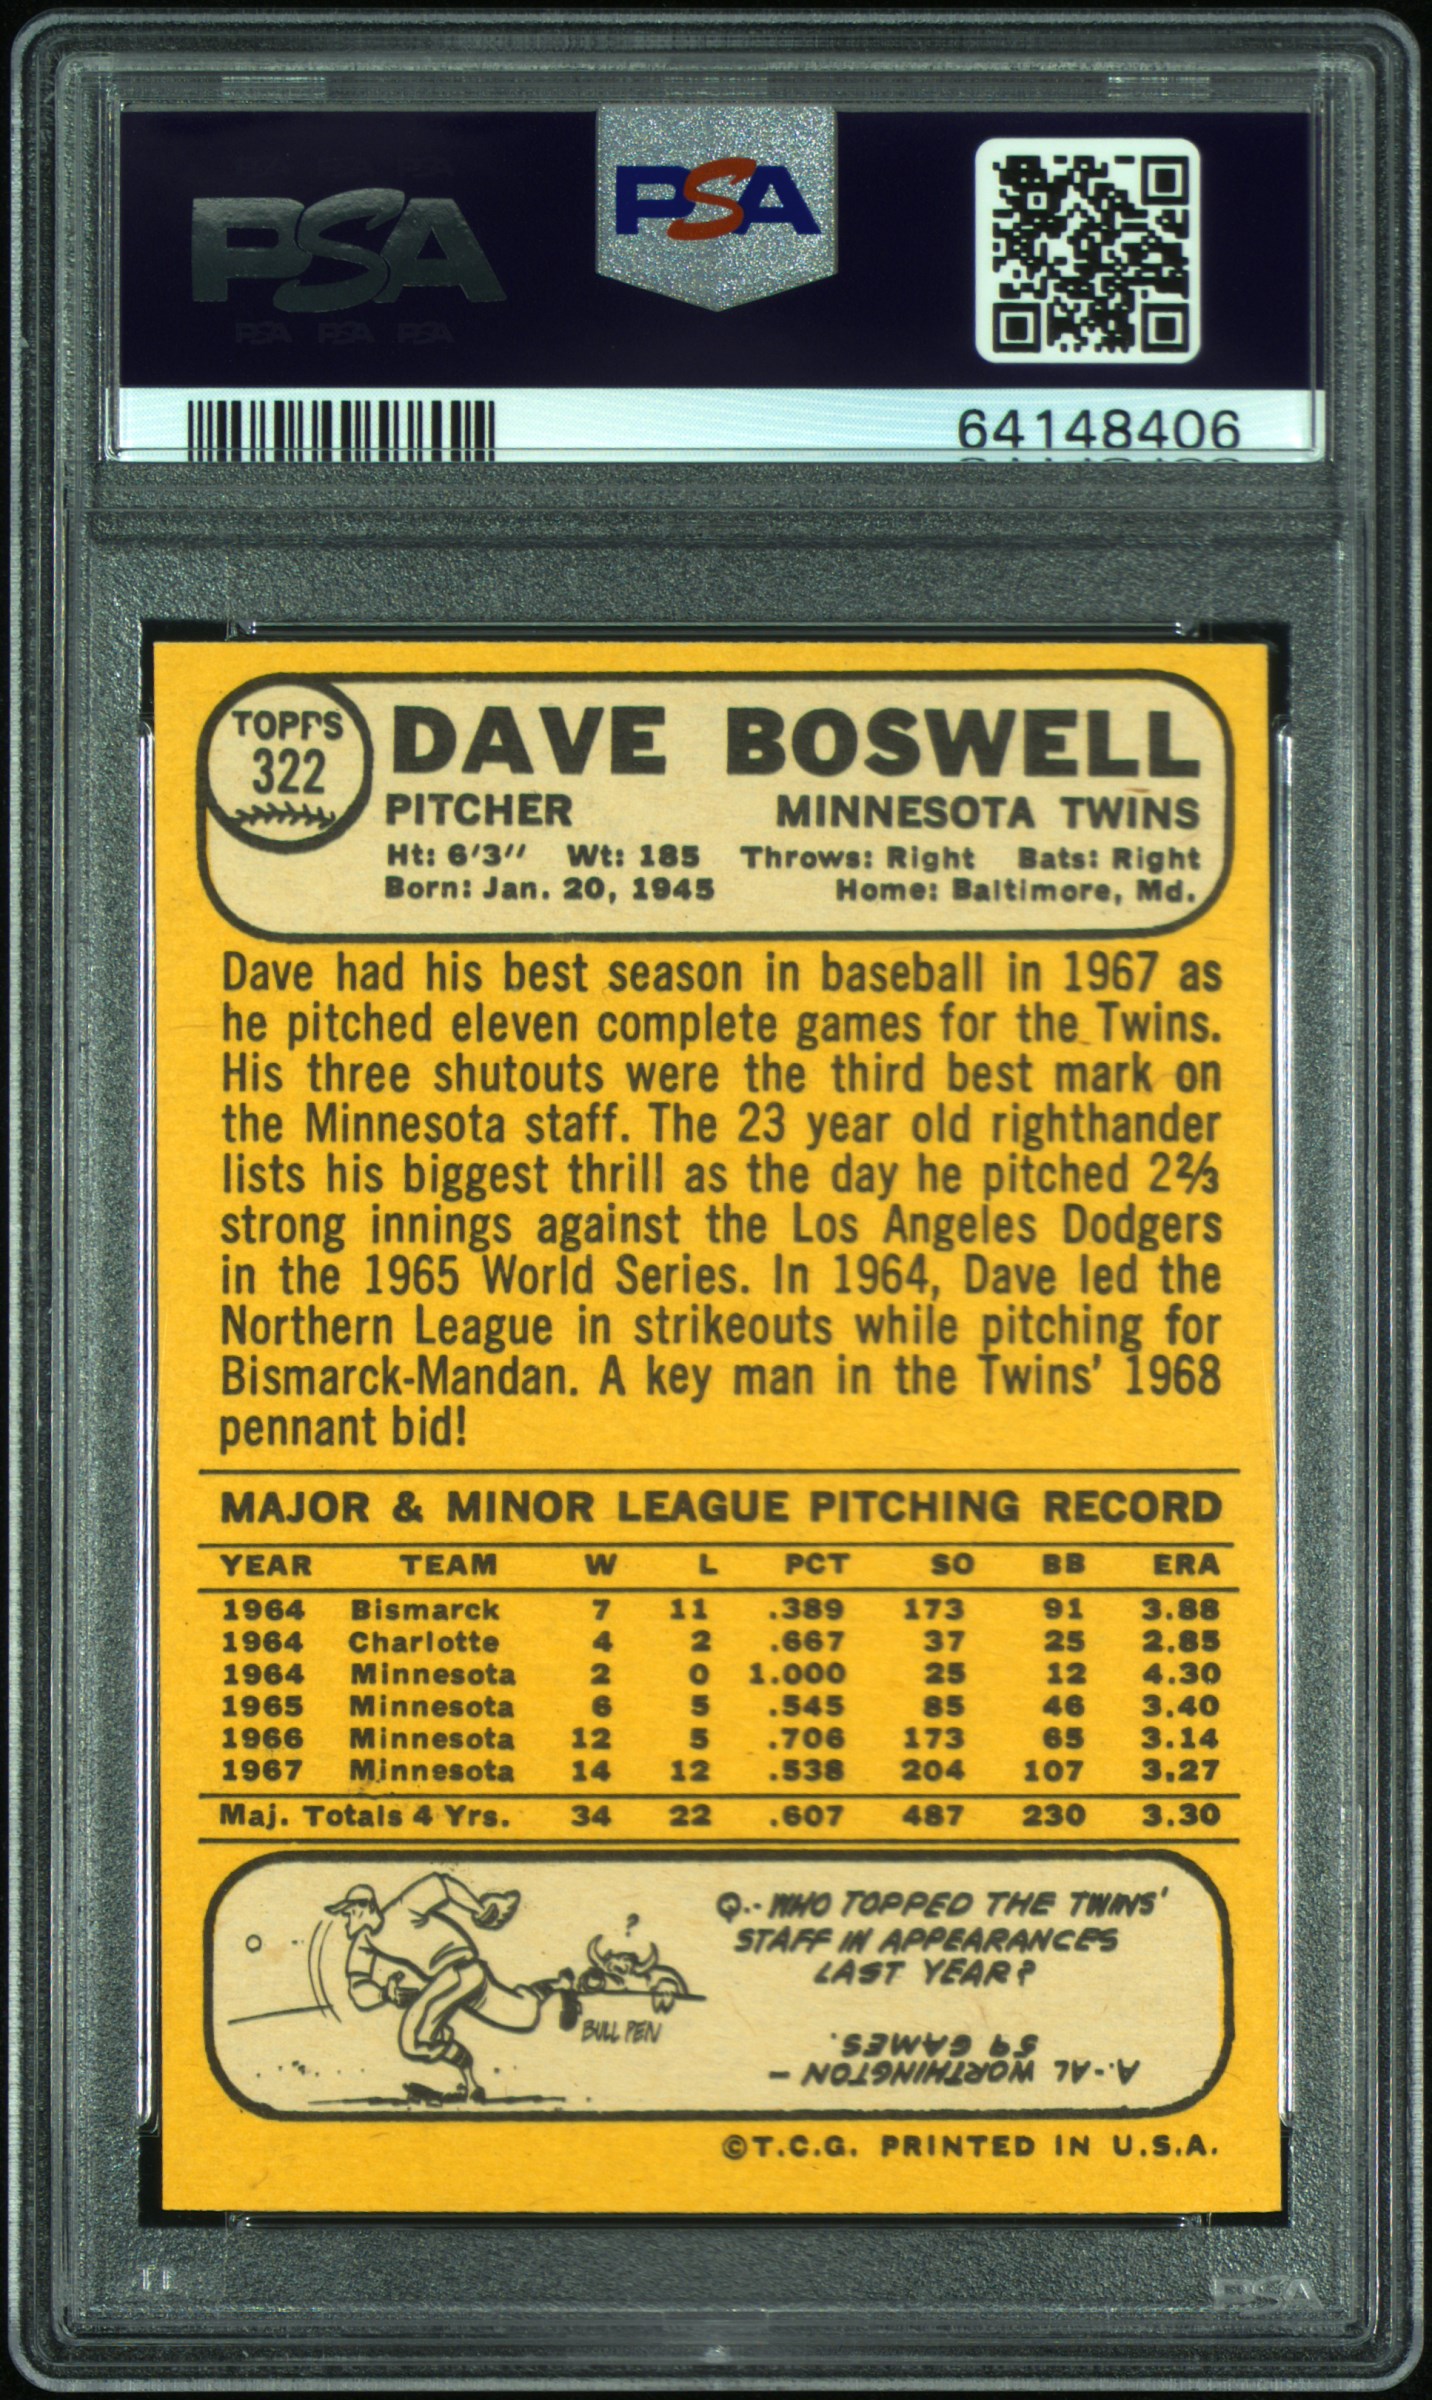 PSA
PSA
PSA PSA PSA
64148406
TOPPS
322
DAVE BOSWELL
PITCHER MINNESOTA TWINS
Ht: 6'3" Wt: 185 Throws: Right Bats: Right
Born: Jan. 20, 1945 Home: Baltimore, Md.
Dave had his best season in baseball in 1967 as
he pitched eleven complete games for the Twins.
His three shutouts were the third best mark on
the Minnesota staff. The 23 year old righthander
lists his biggest thrill as the day he pitched 2⅔
strong innings against the Los Angeles Dodgers
in the 1965 World Series. In 1964, Dave led the
Northern League in strikeouts while pitching for
Bismarck-Mandan. A key man in the Twins' 1968
pennant bid!
MAJOR & MINOR LEAGUE PITCHING RECORD
YEAR TEAM W L PCT SO BB ERA
1964 Bismarck 7 11 .389 173 91 3.88
1964 Charlotte 4 2 .667 37 25 2.85
1964 Minnesota 2 0 1.000 25 12 4.30
1965 Minnesota 6 5 .545 85 46 3.40
1966 Minnesota 12 5 .706 173 65 3.14
1967 Minnesota 14 12 .538 204 107 3.27
Maj. Totals 4 Yrs. 34 22 .607 487 230 3.30
Q.-WHO TOPPED THE TWINS'
STAFF IN APPEARANCES
LAST YEAR?
?
BULL PEN
A.-AL WORTHINGTON -
59 GAMES.
©T.C.G. PRINTED IN U.S.A.
PSA